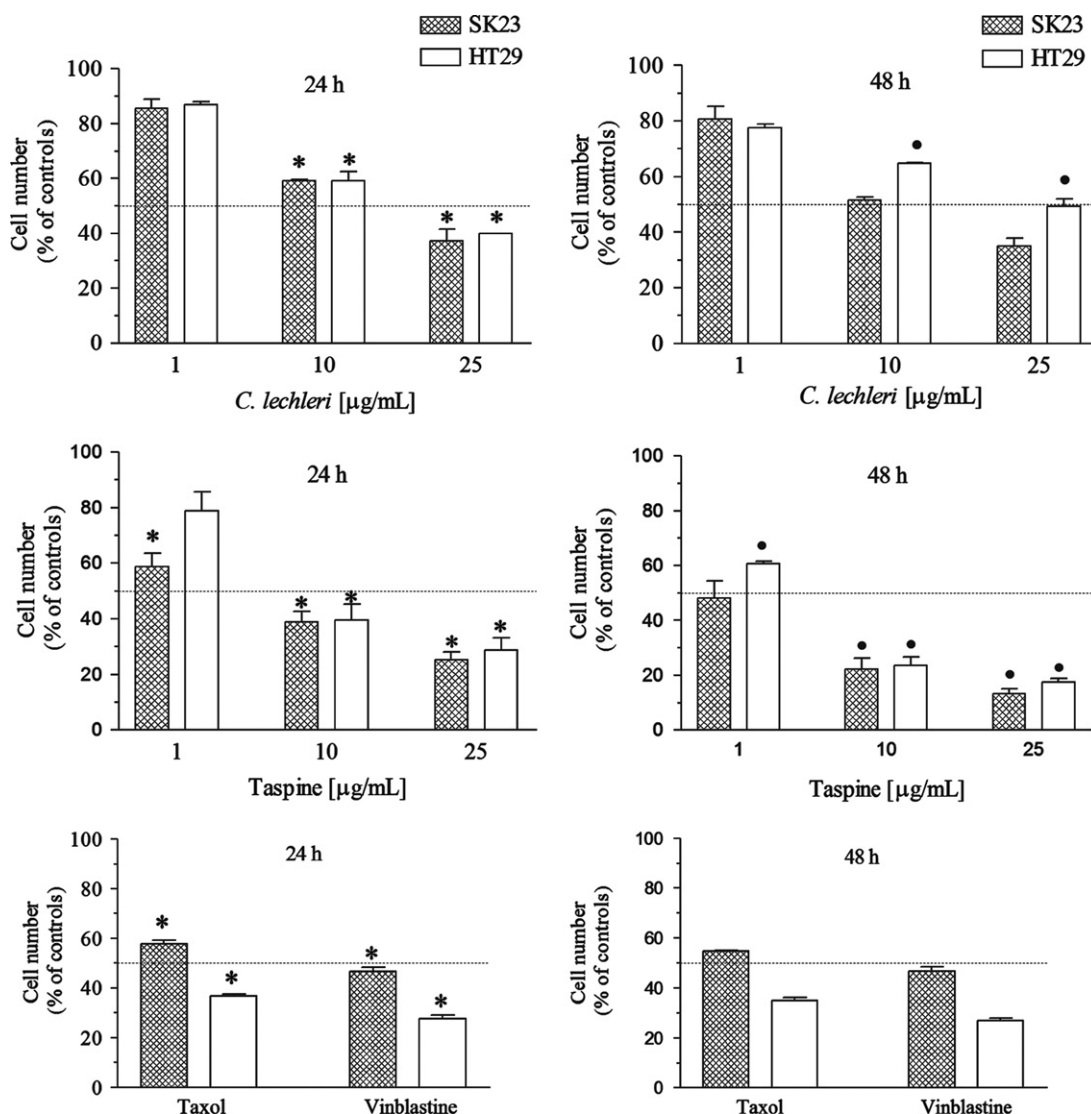 SK23
HT29
24 h
Cell number
(% of controls)
100
80
60
40
20
0
* *
* *
1 10 25
C. lechleri [µg/mL]
SK23
HT29
48 h
Cell number
(% of controls)
100
80
60
40
20
0
•
•
1 10 25
C. lechleri [µg/mL]
24 h
Cell number
(% of controls)
100
80
60
40
20
0
*
* *
* *
1 10 25
Taspine [µg/mL]
48 h
Cell number
(% of controls)
100
80
60
40
20
0
•
• •
• •
1 10 25
Taspine [µg/mL]
24 h
Cell number
(% of controls)
100
80
60
40
20
0
* *
* *
Taxol Vinblastine
48 h
Cell number
(% of controls)
100
80
60
40
20
0
Taxol Vinblastine